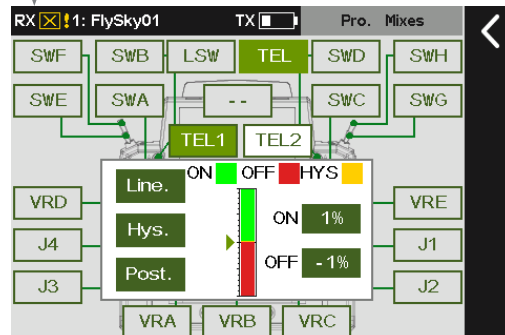 RX !1: FlySky01 TX Pro. Mixes
SWF SWB LSW TEL SWD SWH
SWE SWA -- SWC SWG
TEL1 TEL2
ON OFF HYS
Line.
VRD ON 1% VRE
Hys.
J4 J1
Post. OFF -1%
J3 J2
VRA VRB VRC